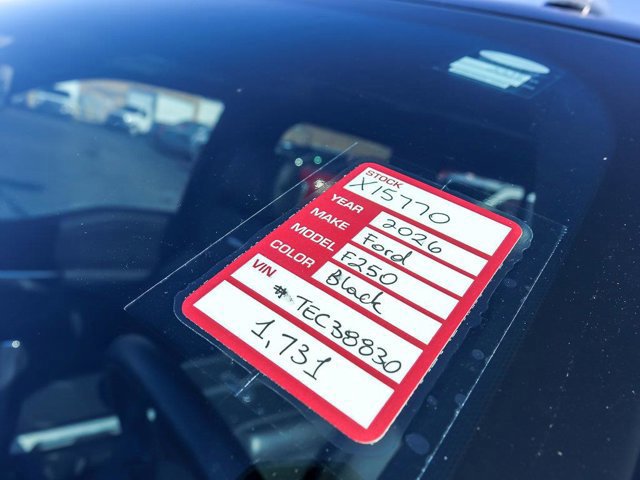 STOCK
X15770
YEAR 2026
MAKE Ford
MODEL F250
COLOR Black
VIN
# TEC38830
1,731